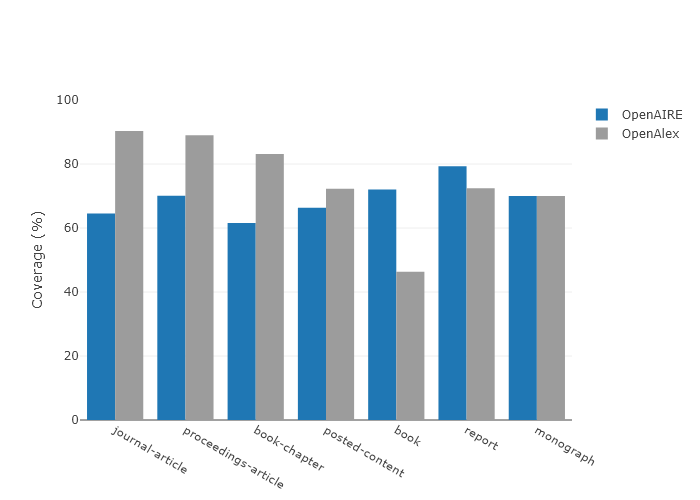 100
80
60
40
20
0
Coverage (%)
journal-article
proceedings-article
book-chapter
posted-content
book
report
monograph
OpenAIRE
OpenAlex